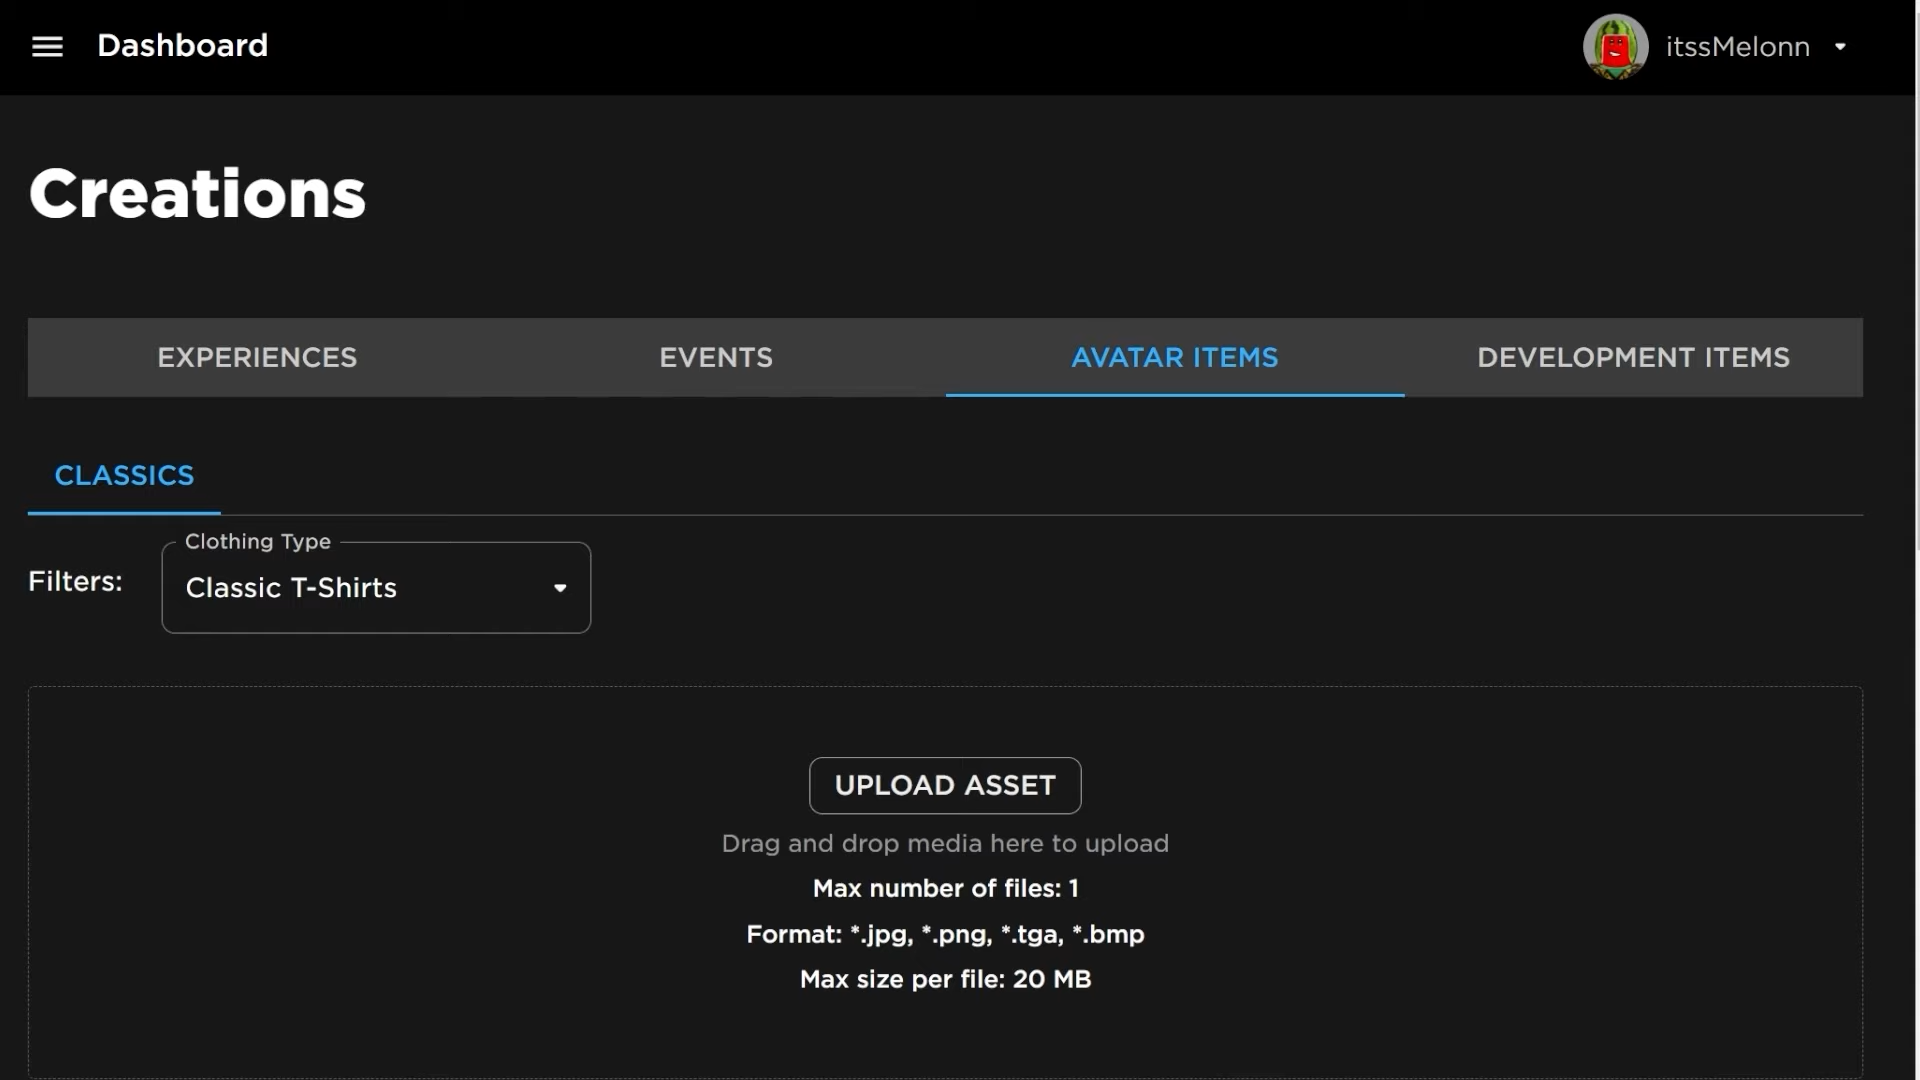 Dashboard
itssMelonn
Creations
EXPERIENCES
EVENTS
AVATAR ITEMS
DEVELOPMENT ITEMS
CLASSICS
Filters:
Clothing Type
Classic T-Shirts
UPLOAD ASSET
Drag and drop media here to upload
Max number of files: 1
Format: *.jpg, *.png, *.tga, *.bmp
Max size per file: 20 MB